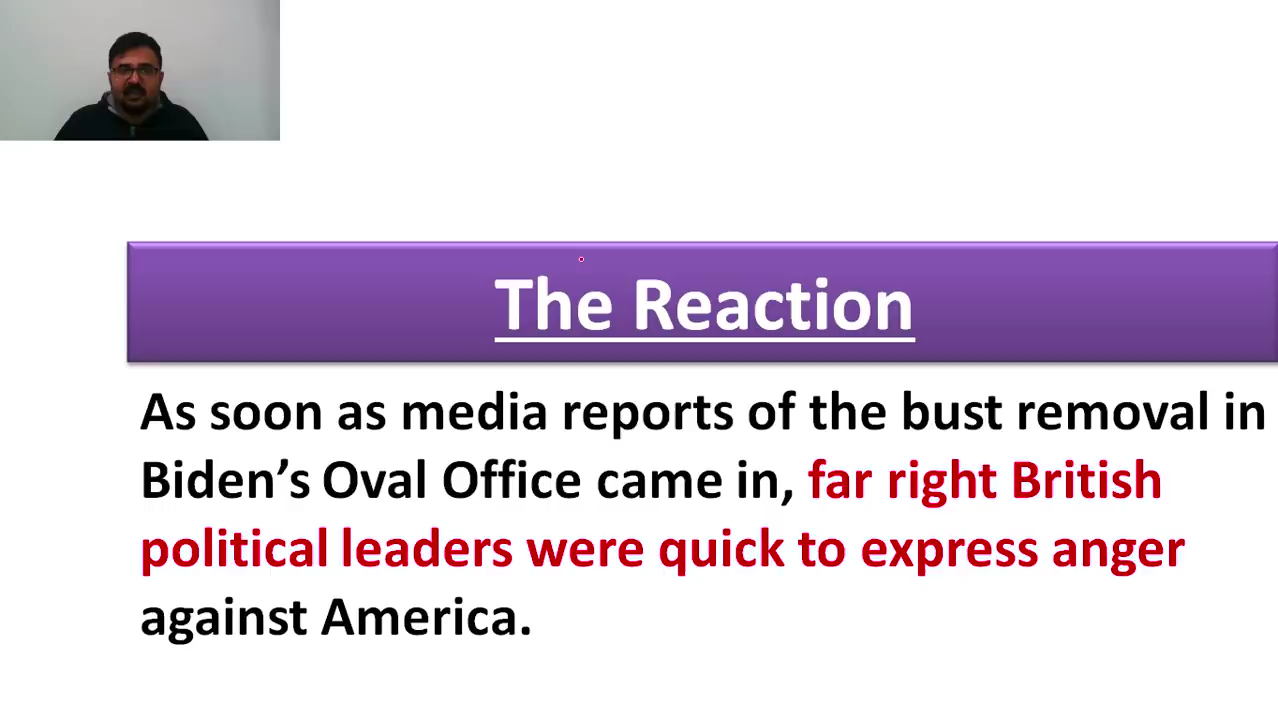 The Reaction
As soon as media reports of the bust removal in
Biden’s Oval Office came in, far right British
political leaders were quick to express anger
against America.